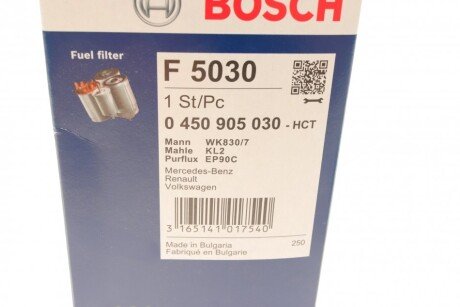 BOSCH
Fuel filter
F 5030
1 St/Pc
0 450 905 030 - HCT
Mann WK830/7
Mahle KL2
Purflux EP90C
Mercedes-Benz
Renault
Volkswagen
3 165141 017540
Made in Bulgaria 250
Fabriqué en Bulgarie